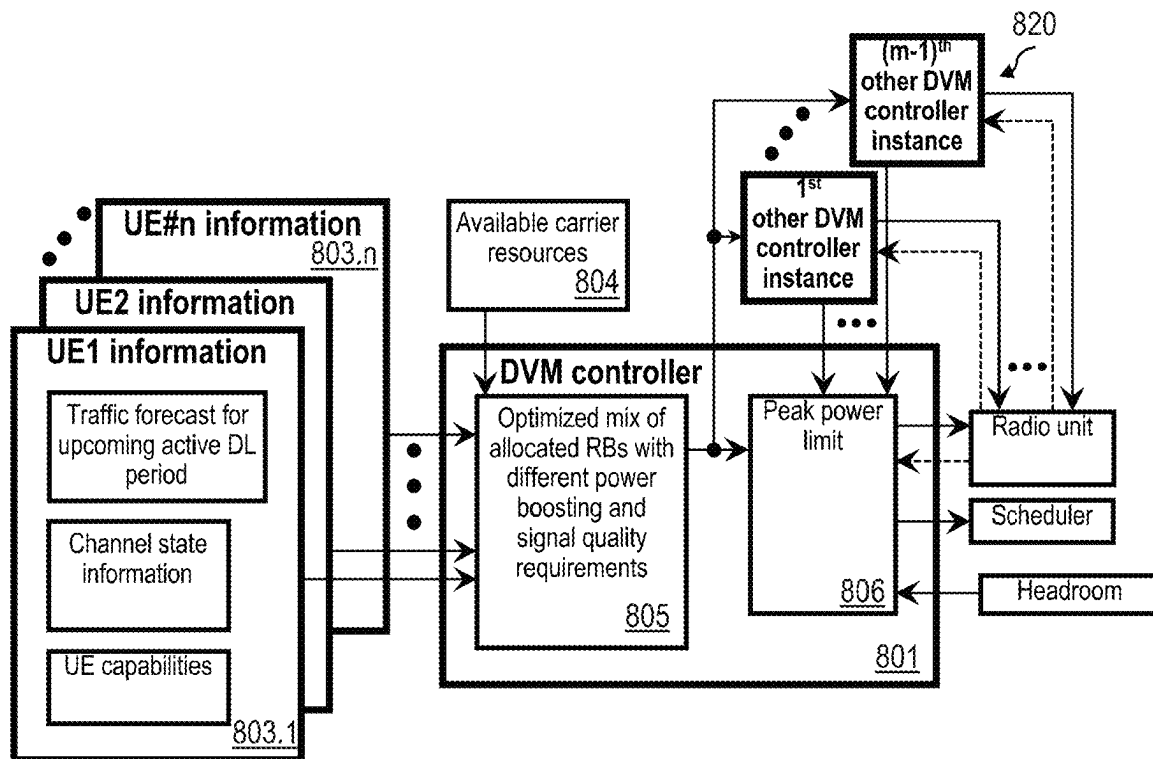 820
(m-1)th
other DVM
controller
instance
1st
other DVM
controller
instance
UE#n information
803.n
UE2 information
UE1 information
Traffic forecast for
upcoming active DL
period
Channel state
information
UE capabilities
803.1
Available carrier
resources
804
DVM controller
Optimized mix of
allocated RBs with
different power
boosting and
signal quality
requirements
805
Peak power
limit
806
801
Radio unit
Scheduler
Headroom